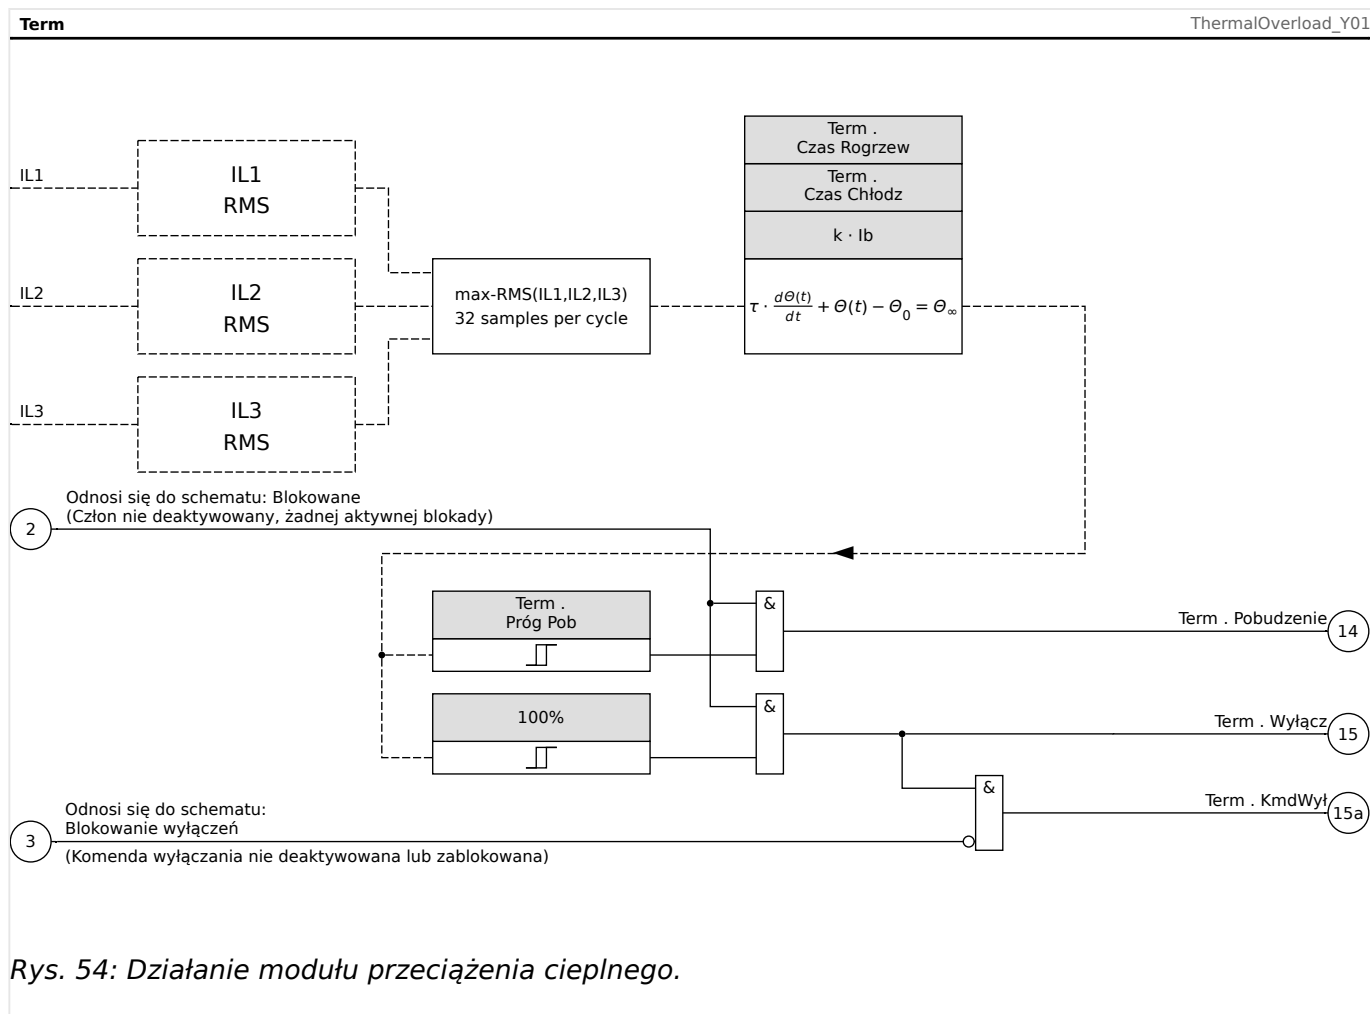 Term
ThermalOverload_Y01
Term .
Czas Rogrzew
Term .
Czas Chłodz
k · Ib
IL1
IL1
RMS
IL2
IL2
RMS
max-RMS(IL1,IL2,IL3)
32 samples per cycle
τ · dΘ(t)/dt + Θ(t) − Θ₀ = Θ∞
IL3
IL3
RMS
Odnosi się do schematu: Blokowane
(Człon nie deaktywowany, żadnej aktywnej blokady)
2
Term .
Próg Pob
&
Term . Pobudzenie
14
100%
&
Term . Wyłącz
15
&
Term . KmdWył
15a
Odnosi się do schematu:
Blokowanie wyłączeń
3
(Komenda wyłączania nie deaktywowana lub zablokowana)
Rys. 54: Działanie modułu przeciążenia cieplnego.